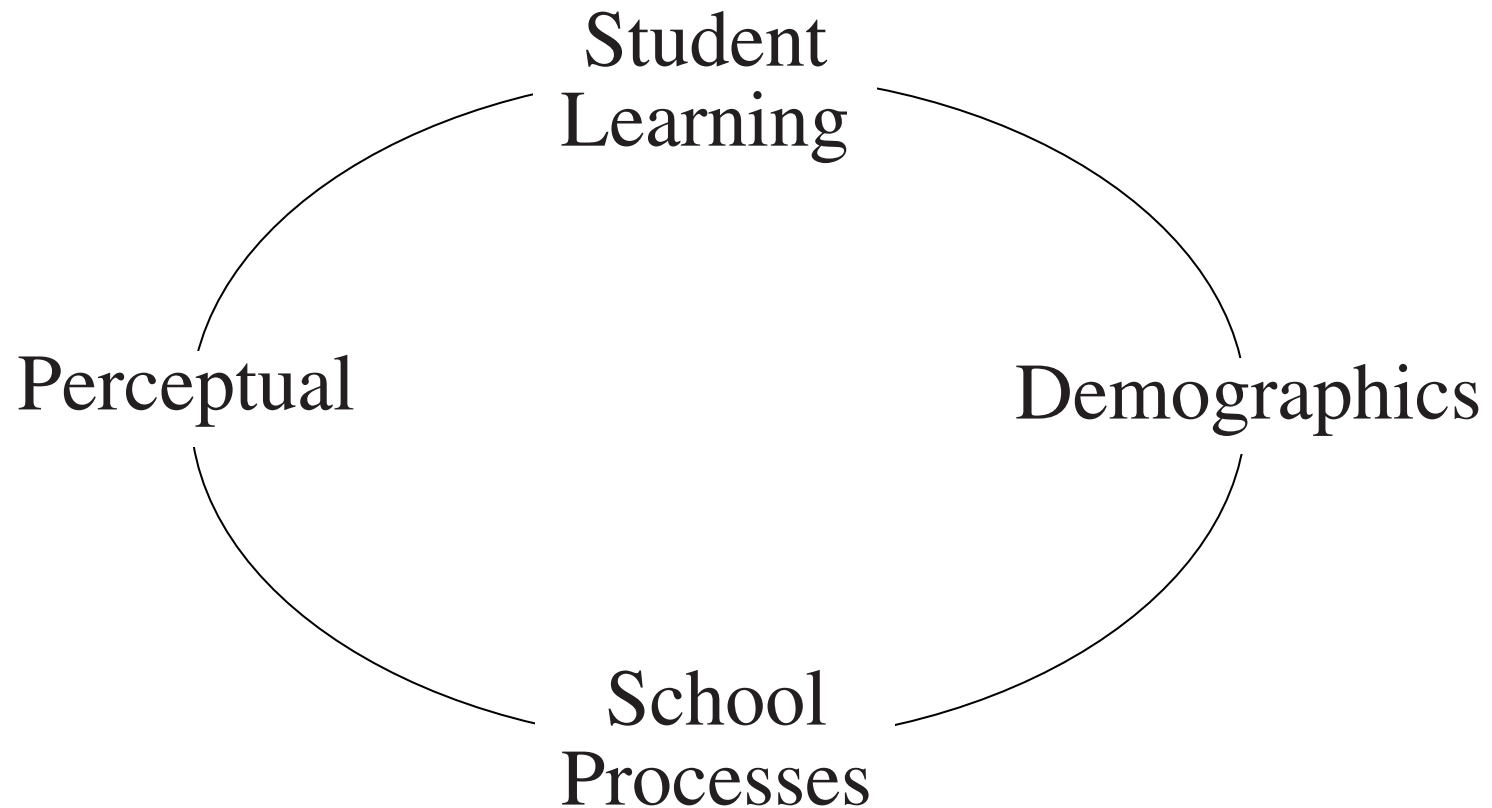 Student
Learning
Perceptual
Demographics
School
Processes